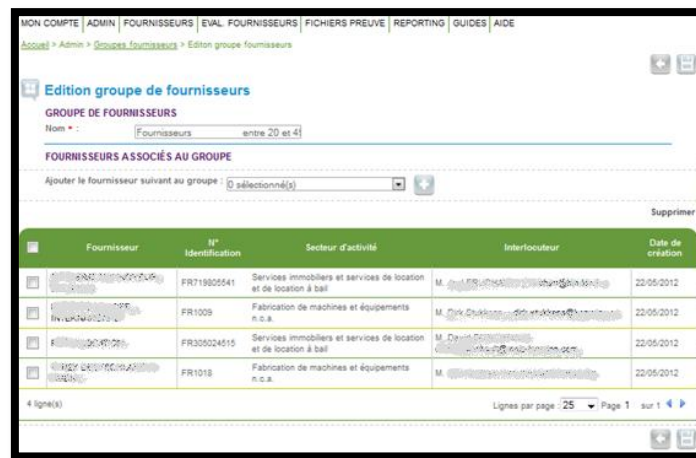 MON COMPTE ADMIN FOURNISSEURS EVAL. FOURNISSEURS FICHIERS PREUVE REPORTING GUIDES AIDE
Accueil > Admin > Groupes fournisseurs > Editon groupe fournisseurs
Edition groupe de fournisseurs
GROUPE DE FOURNISSEURS
Nom * : Fournisseurs entre 20 et 45
FOURNISSEURS ASSOCIÉS AU GROUPE
Ajouter le fournisseur suivant au groupe : 0 sélectionné(s)
Supprimer
Fournisseur N° Identification Secteur d'activité Interlocuteur Date de création
FR719805541 Services immobiliers et services de location et de location à bail M. 22/05/2012
FR1009 Fabrication de machines et équipements n.c.a. M. 22/05/2012
FR305024515 Services immobiliers et services de location et de location à bail M. 22/05/2012
FR1018 Fabrication de machines et équipements n.c.a. M. 22/05/2012
4 ligne(s) Lignes par page : 25 Page 1 sur 1